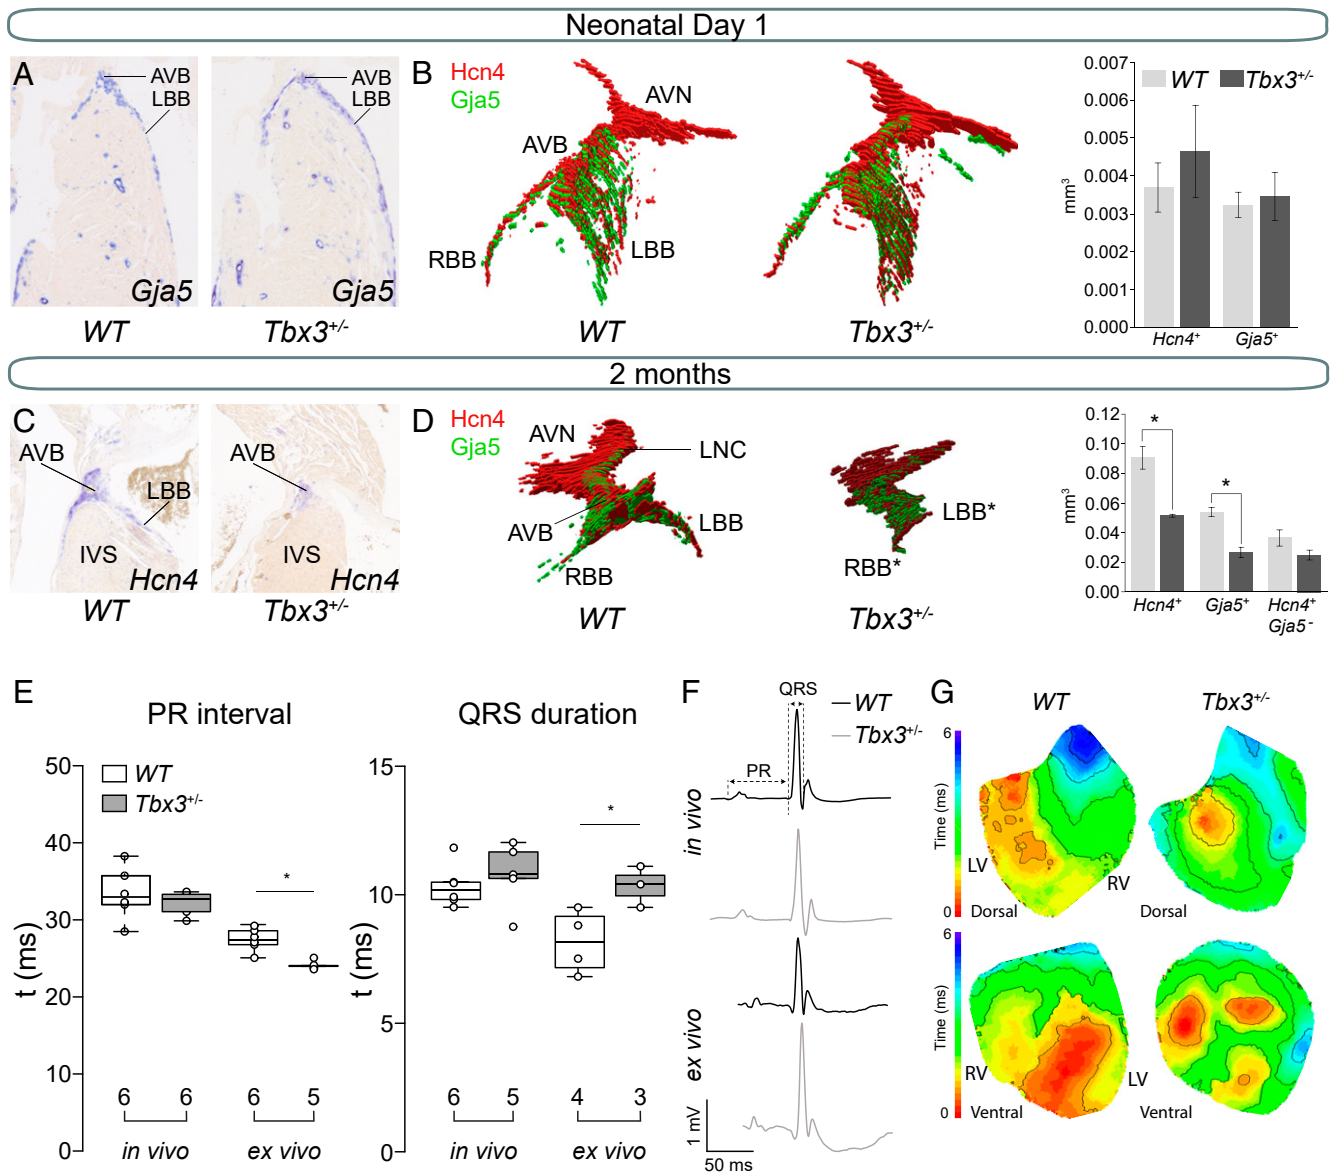 Neonatal Day 1
A
AVB
LBB
Gja5
WT
AVB
LBB
Gja5
Tbx3+/-
B
Hcn4
Gja5
AVN
AVB
RBB
LBB
WT
Tbx3+/-
0.007
0.006
0.005
0.004
0.003
0.002
0.001
0.000
mm³
WT
Tbx3+/-
Hcn4+
Gja5+
2 months
C
AVB
LBB
IVS
Hcn4
WT
AVB
IVS
Hcn4
Tbx3+/-
D
Hcn4
Gja5
AVN
LNC
AVB
LBB
RBB
WT
LBB*
RBB*
Tbx3+/-
0.12
0.10
0.08
0.06
0.04
0.02
0.00
mm³
*
*
Hcn4+
Gja5+
Hcn4+
Gja5-
E
PR interval
50
40
30
20
10
0
t (ms)
WT
Tbx3+/-
*
6
6
6
5
in vivo
ex vivo
QRS duration
15
10
5
0
t (ms)
*
6
5
4
3
in vivo
ex vivo
F
QRS
WT
Tbx3+/-
PR
in vivo
ex vivo
1 mV
50 ms
G
WT
Tbx3+/-
6
Time (ms)
0
LV
RV
Dorsal
Dorsal
6
Time (ms)
0
RV
LV
Ventral
Ventral